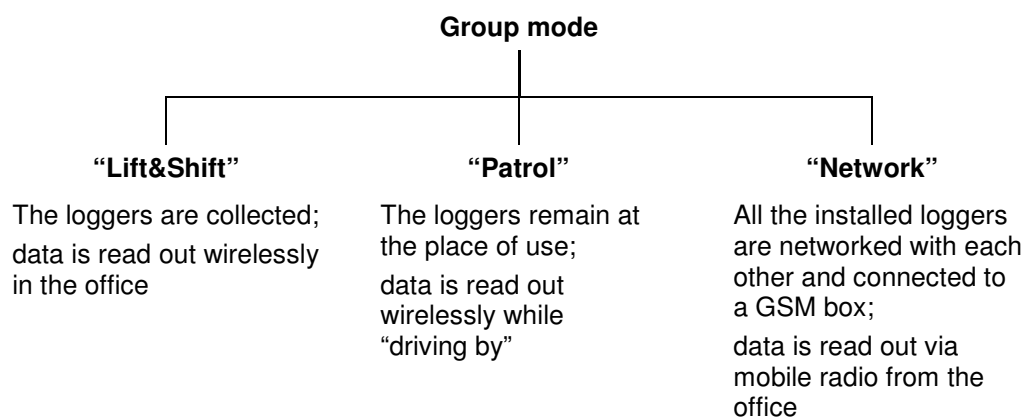 Group mode
“Lift&Shift”
The loggers are collected;
data is read out wirelessly
in the office
“Patrol”
The loggers remain at
the place of use;
data is read out
wirelessly while
“driving by”
“Network”
All the installed loggers
are networked with each
other and connected to
a GSM box;
data is read out via
mobile radio from the
office